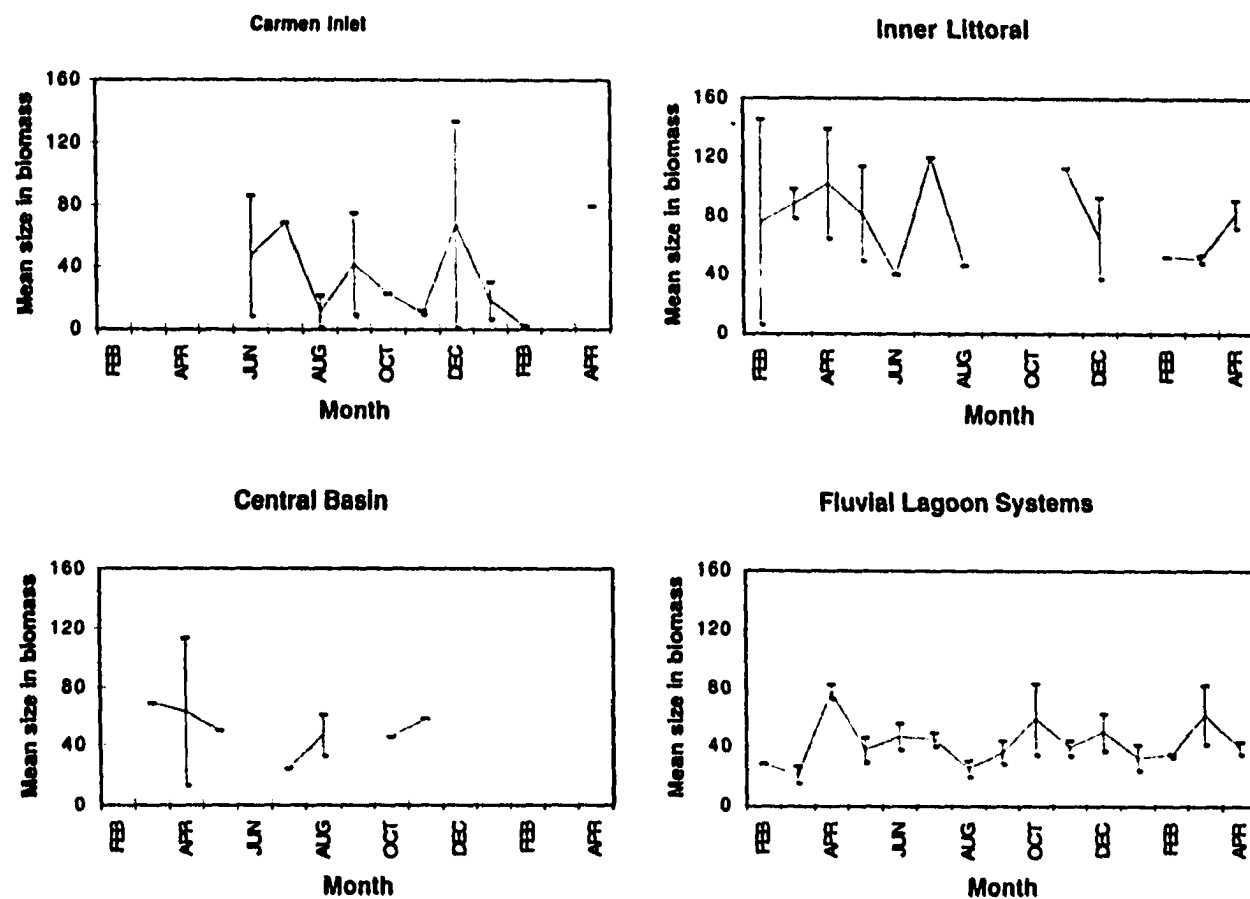 Carmen Inlet
Mean size in biomass
160
120
80
40
0
FEB
APR
JUN
AUG
OCT
DEC
FEB
APR
Month
Inner Littoral
Mean size in biomass
160
120
80
40
0
FEB
APR
JUN
AUG
OCT
DEC
FEB
APR
Month
Central Basin
Mean size in biomass
160
120
80
40
0
FEB
APR
JUN
AUG
OCT
DEC
FEB
APR
Month
Fluvial Lagoon Systems
Mean size in biomass
160
120
80
40
0
FEB
APR
JUN
AUG
OCT
DEC
FEB
APR
Month